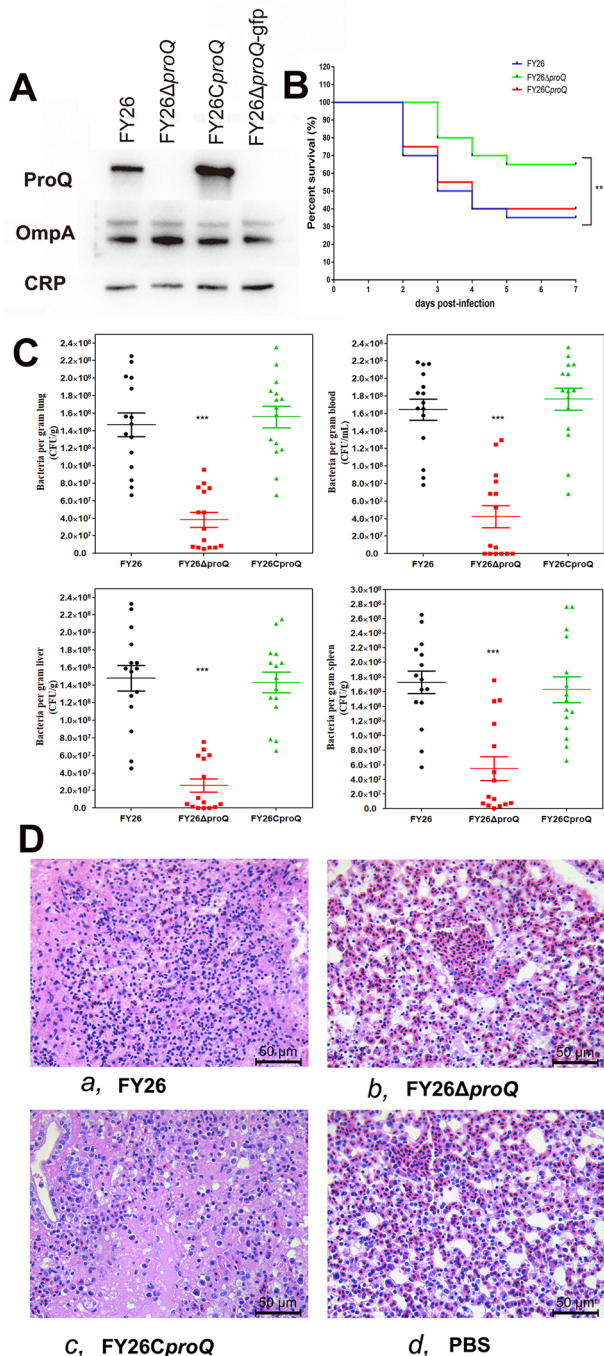 A
FY26
FY26ΔproQ
FY26CproQ
FY26ΔproQ-gfp
ProQ
OmpA
CRP
B
FY26
FY26ΔproQ
FY26CproQ
Percent survival (%)
120
110
100
90
80
70
60
50
40
30
20
10
0
0 1 2 3 4 5 6 7
days post-infection
**
C
Bacteria per gram lung
(CFU/g)
2.4×10⁸
2.2×10⁸
2.0×10⁸
1.8×10⁸
1.6×10⁸
1.4×10⁸
1.2×10⁸
1.0×10⁸
8.0×10⁷
6.0×10⁷
4.0×10⁷
2.0×10⁷
0.0
***
FY26 FY26ΔproQ FY26CproQ
Bacteria per gram blood
(CFU/mL)
2.4×10⁸
2.2×10⁸
2.0×10⁸
1.8×10⁸
1.6×10⁸
1.4×10⁸
1.2×10⁸
1.0×10⁸
8.0×10⁷
6.0×10⁷
4.0×10⁷
2.0×10⁷
0.0
***
FY26 FY26ΔproQ FY26CproQ
Bacteria per gram liver
(CFU/g)
2.4×10⁸
2.2×10⁸
2.0×10⁸
1.8×10⁸
1.6×10⁸
1.4×10⁸
1.2×10⁸
1.0×10⁸
8.0×10⁷
6.0×10⁷
4.0×10⁷
2.0×10⁷
0.0
***
FY26 FY26ΔproQ FY26CproQ
Bacteria per gram spleen
(CFU/g)
3.0×10⁸
2.8×10⁸
2.6×10⁸
2.4×10⁸
2.2×10⁸
2.0×10⁸
1.8×10⁸
1.6×10⁸
1.4×10⁸
1.2×10⁸
1.0×10⁸
8.0×10⁷
6.0×10⁷
4.0×10⁷
2.0×10⁷
0.0
***
FY26 FY26ΔproQ FY26CproQ
D
50 μm
a, FY26
50 μm
b, FY26ΔproQ
50 μm
c, FY26CproQ
50 μm
d, PBS